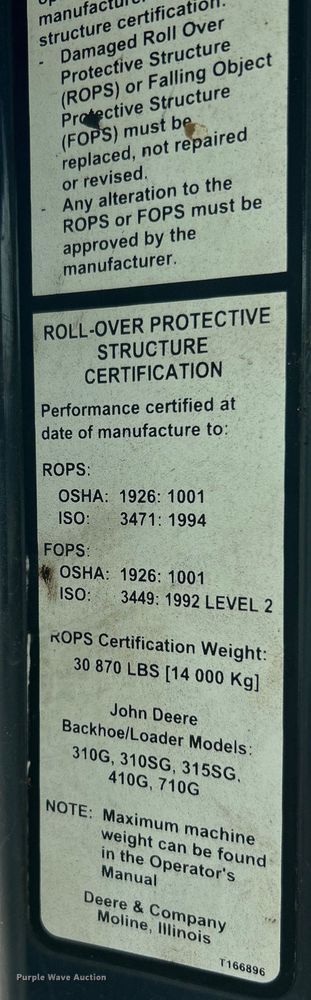 structure certification.
- Damaged Roll Over
Protective Structure
(ROPS) or Falling Object
Protective Structure
(FOPS) must be
replaced, not repaired
or revised.
- Any alteration to the
ROPS or FOPS must be
approved by the
manufacturer.
ROLL-OVER PROTECTIVE
STRUCTURE
CERTIFICATION
Performance certified at
date of manufacture to:
ROPS:
OSHA: 1926: 1001
ISO: 3471: 1994
FOPS:
OSHA: 1926: 1001
ISO: 3449: 1992 LEVEL 2
ROPS Certification Weight:
30 870 LBS [14 000 Kg]
John Deere
Backhoe/Loader Models:
310G, 310SG, 315SG,
410G, 710G
NOTE: Maximum machine
weight can be found
in the Operator's
Manual
Deere & Company
Moline, Illinois
T166896
Purple Wave Auction